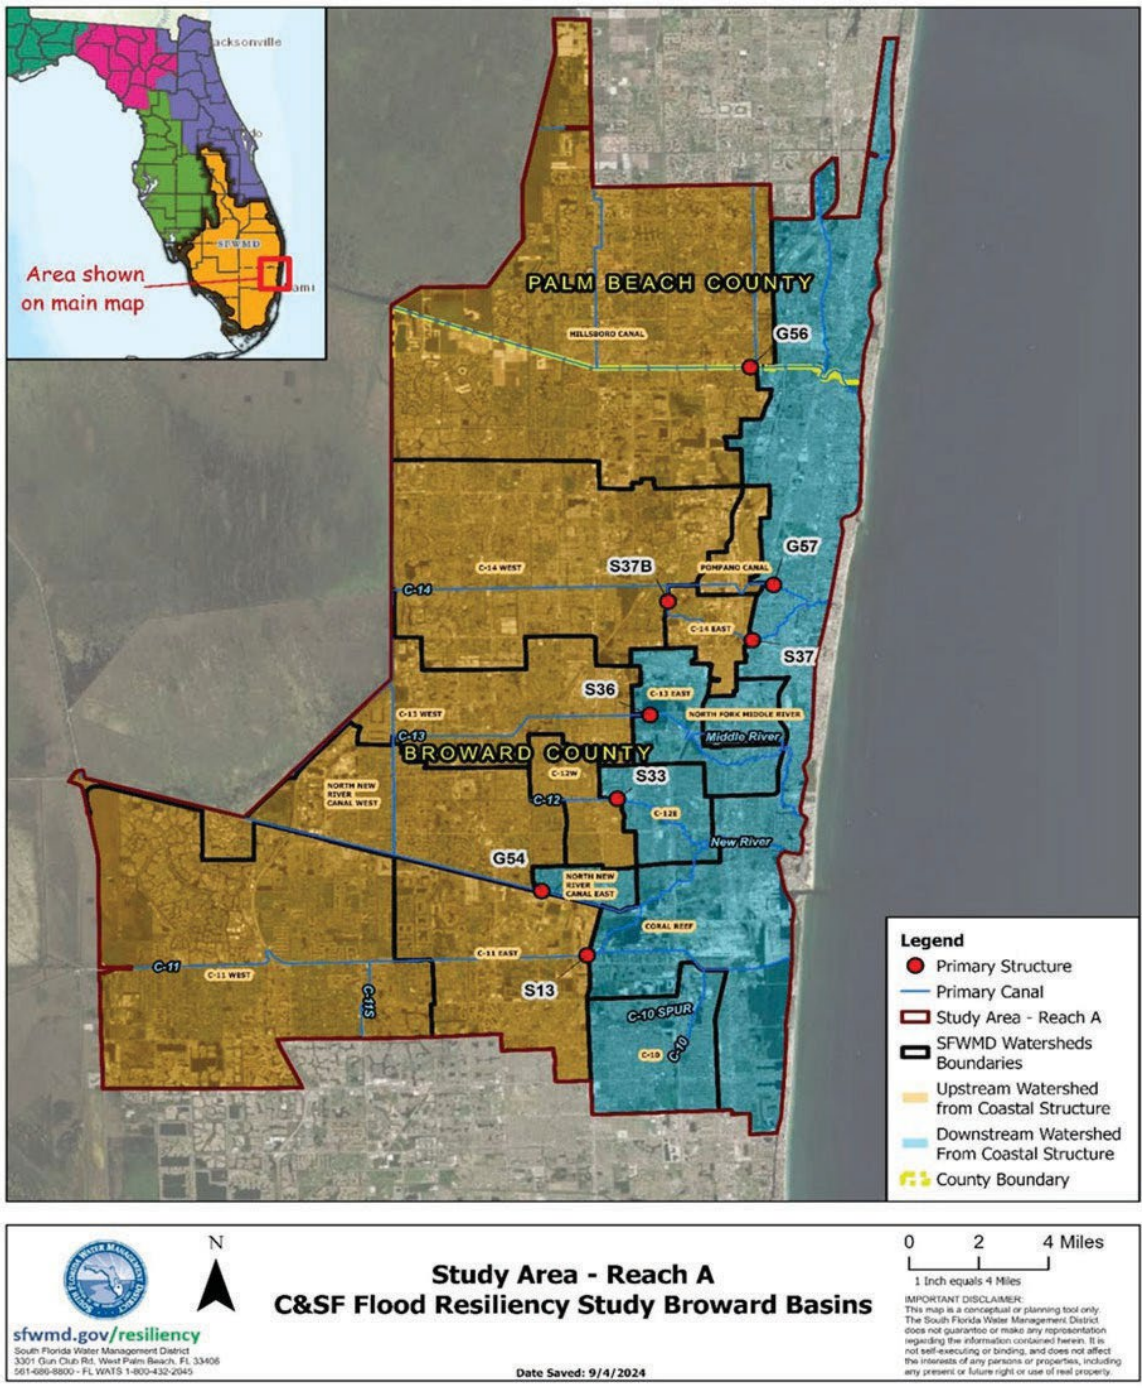 acksonville
do
SFWMD
Area shown
on main map
ami
PALM BEACH COUNTY
HILLSBORO CANAL
G56
G57
S37B
C-14 WEST
POMPANO CANAL
C-14
C-14 EAST
S37
S36
C-13 EAST
C-13 WEST
NORTH FORK MIDDLE RIVER
C-13
Middle River
BROWARD COUNTY
C-12W
S33
NORTH NEW
RIVER
CANAL WEST
C-12
C-12E
New River
G54
NORTH NEW
RIVER
CANAL EAST
CORAL REEF
C-11 EAST
C-11
C-11 WEST
S13
C-11S
C-10 SPUR
C-10
C-10
Legend
Primary Structure
Primary Canal
Study Area - Reach A
SFWMD Watersheds
Boundaries
Upstream Watershed
from Coastal Structure
Downstream Watershed
From Coastal Structure
County Boundary
SOUTH FLORIDA WATER MANAGEMENT DISTRICT
sfwmd.gov/resiliency
South Florida Water Management District
3301 Gun Club Rd, West Palm Beach, FL 33406
561-686-8800 - FL WATS 1-800-432-2045
N
Study Area - Reach A
C&SF Flood Resiliency Study Broward Basins
Date Saved: 9/4/2024
0 2 4 Miles
1 Inch equals 4 Miles
IMPORTANT DISCLAIMER:
This map is a conceptual or planning tool only.
The South Florida Water Management District
does not guarantee or make any representation
regarding the information contained herein. It is
not self-executing or binding, and does not affect
the interests of any persons or properties, including
any present or future right or use of real property.